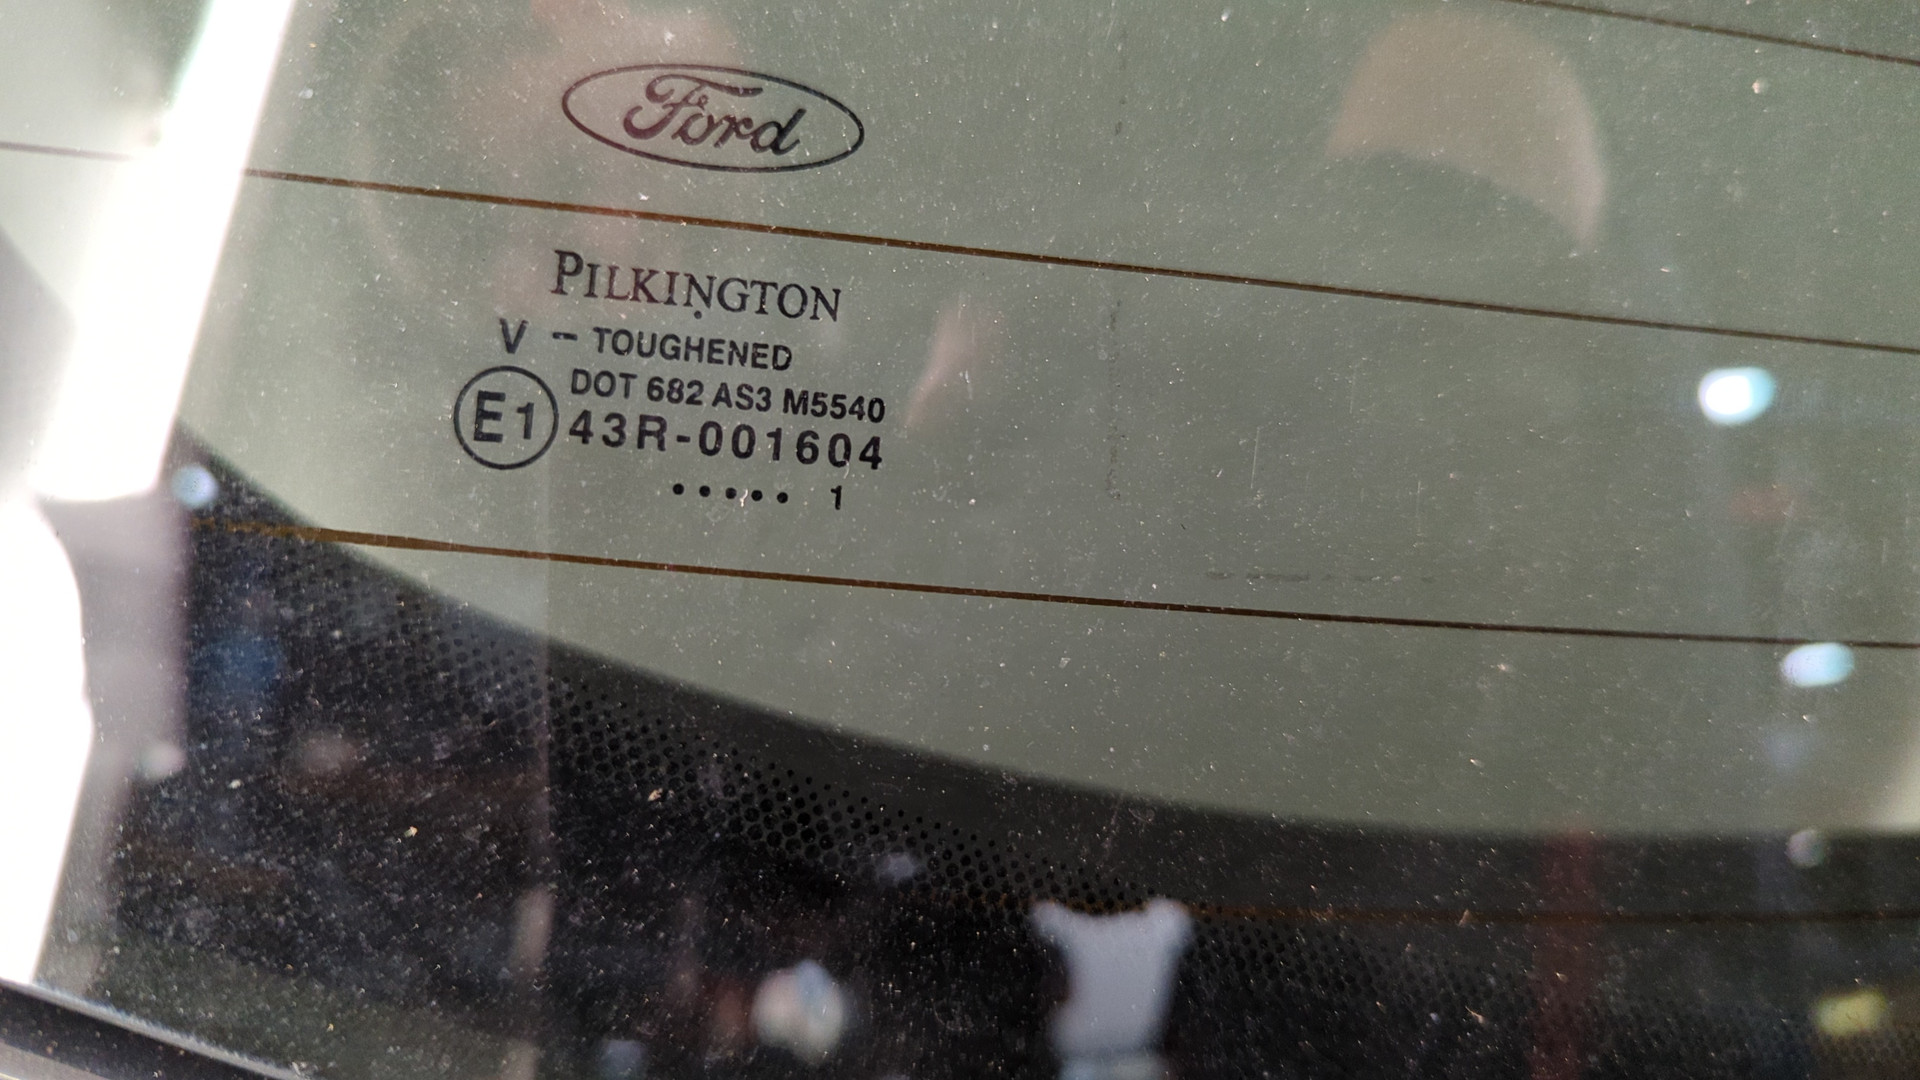 Ford
PILKINGTON
V - TOUGHENED
DOT 682 AS3 M5540
E1 43R-001604
••••• 1